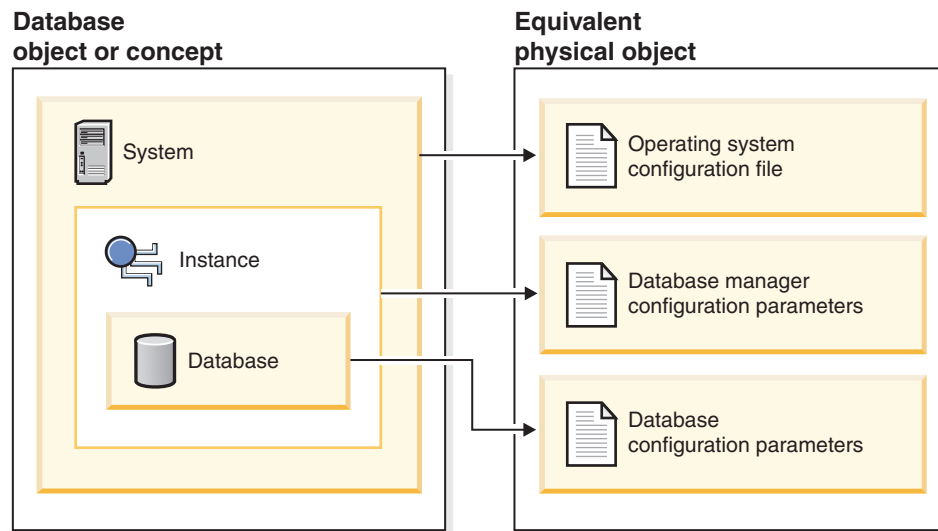 Database
object or concept
Equivalent
physical object
System
Instance
Database
Operating system
configuration file
Database manager
configuration parameters
Database
configuration parameters